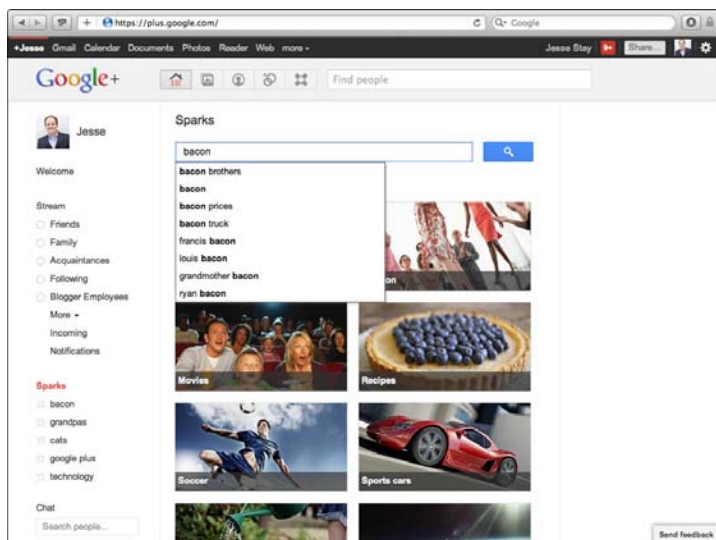 https://plus.google.com/
Google
+Jesse Gmail Calendar Documents Photos Reader Web more
Jesse Stay
Share...
Google+
Find people
Jesse
Welcome
Stream
Friends
Family
Acquaintances
Following
Blogger Employees
More
Incoming
Notifications
Sparks
bacon
grandpas
cats
google plus
technology
Chat
Search people...
Sparks
bacon
bacon brothers
bacon
bacon prices
bacon truck
francis bacon
louis bacon
grandmother bacon
ryan bacon
Movies
Recipes
Soccer
Sports cars
Send feedback